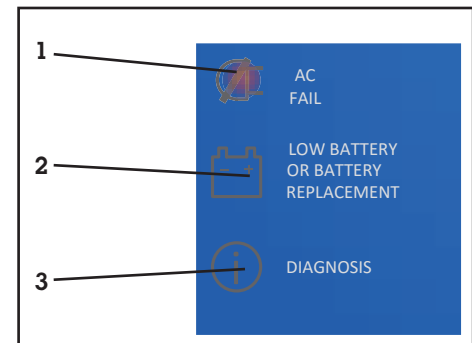 1
AC
FAIL
2
LOW BATTERY
OR BATTERY
REPLACEMENT
3
DIAGNOSIS